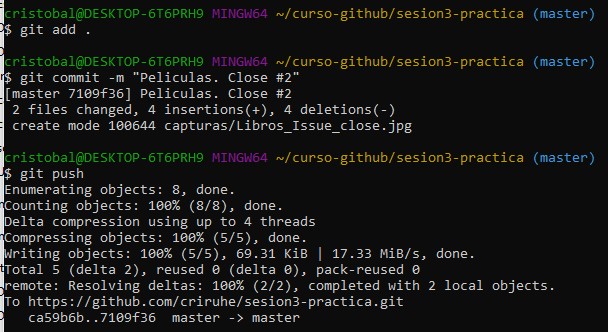 cristobal@DESKTOP-6T6PRH9 MINGW64 ~/curso-github/sesion3-practica (master)
$ git add .
cristobal@DESKTOP-6T6PRH9 MINGW64 ~/curso-github/sesion3-practica (master)
$ git commit -m "Peliculas. Close #2"
[master 7109f36] Peliculas. Close #2
 2 files changed, 4 insertions(+), 4 deletions(-)
 create mode 100644 capturas/Libros_Issue_close.jpg
cristobal@DESKTOP-6T6PRH9 MINGW64 ~/curso-github/sesion3-practica (master)
$ git push
Enumerating objects: 8, done.
Counting objects: 100% (8/8), done.
Delta compression using up to 4 threads
Compressing objects: 100% (5/5), done.
Writing objects: 100% (5/5), 69.31 KiB | 17.33 MiB/s, done.
Total 5 (delta 2), reused 0 (delta 0), pack-reused 0
remote: Resolving deltas: 100% (2/2), completed with 2 local objects.
To https://github.com/criruhe/sesion3-practica.git
   ca59b6b..7109f36  master -> master